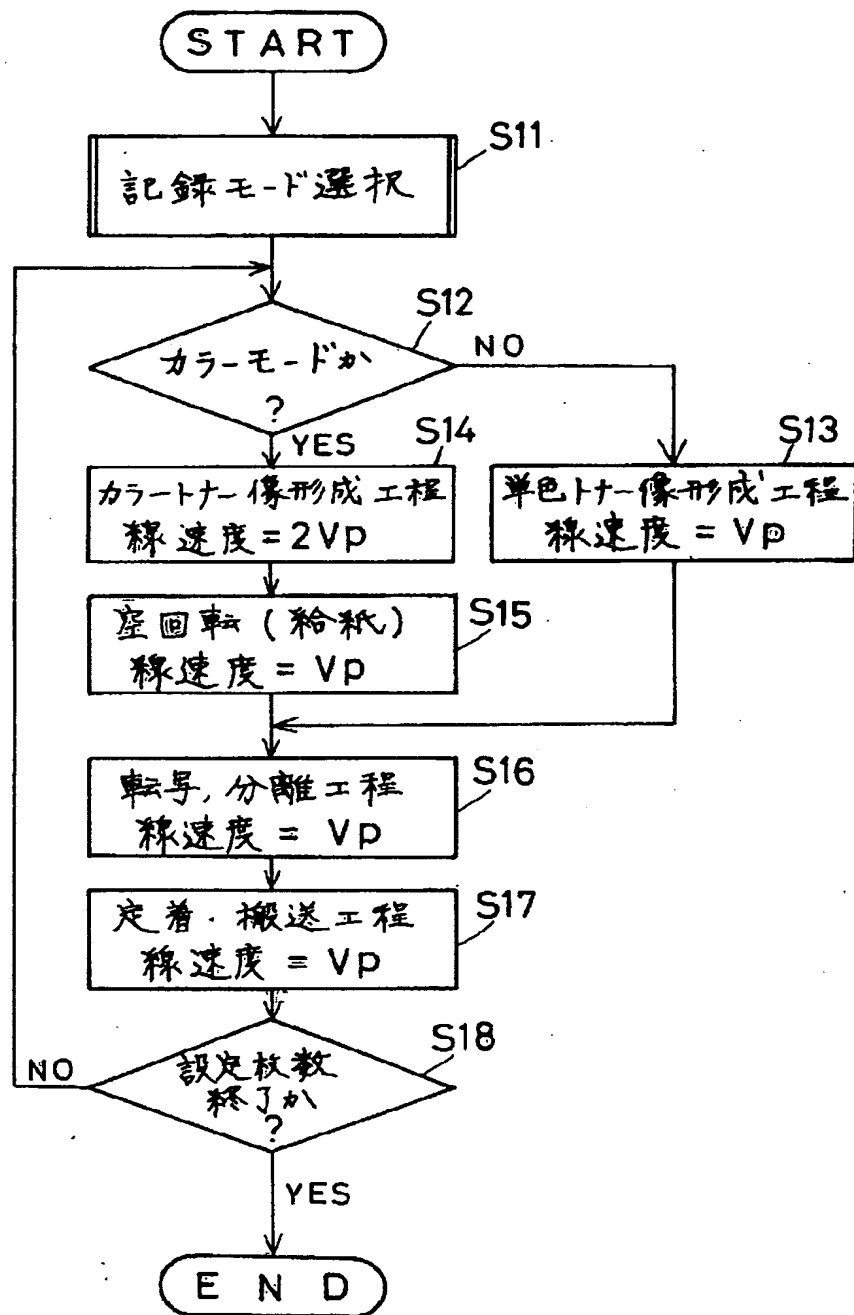 START
S11
記録モード選択
S12
カラーモードか
?
NO
YES
S14
カラートナー像形成工程
線速度=2Vp
S13
単色トナー像形成工程
線速度 = Vp
S15
空回転(給紙)
線速度 = Vp
S16
転写,分離工程
線速度 = Vp
S17
定着・搬送工程
線速度 = Vp
S18
設定枚数
終了か
?
NO
YES
END